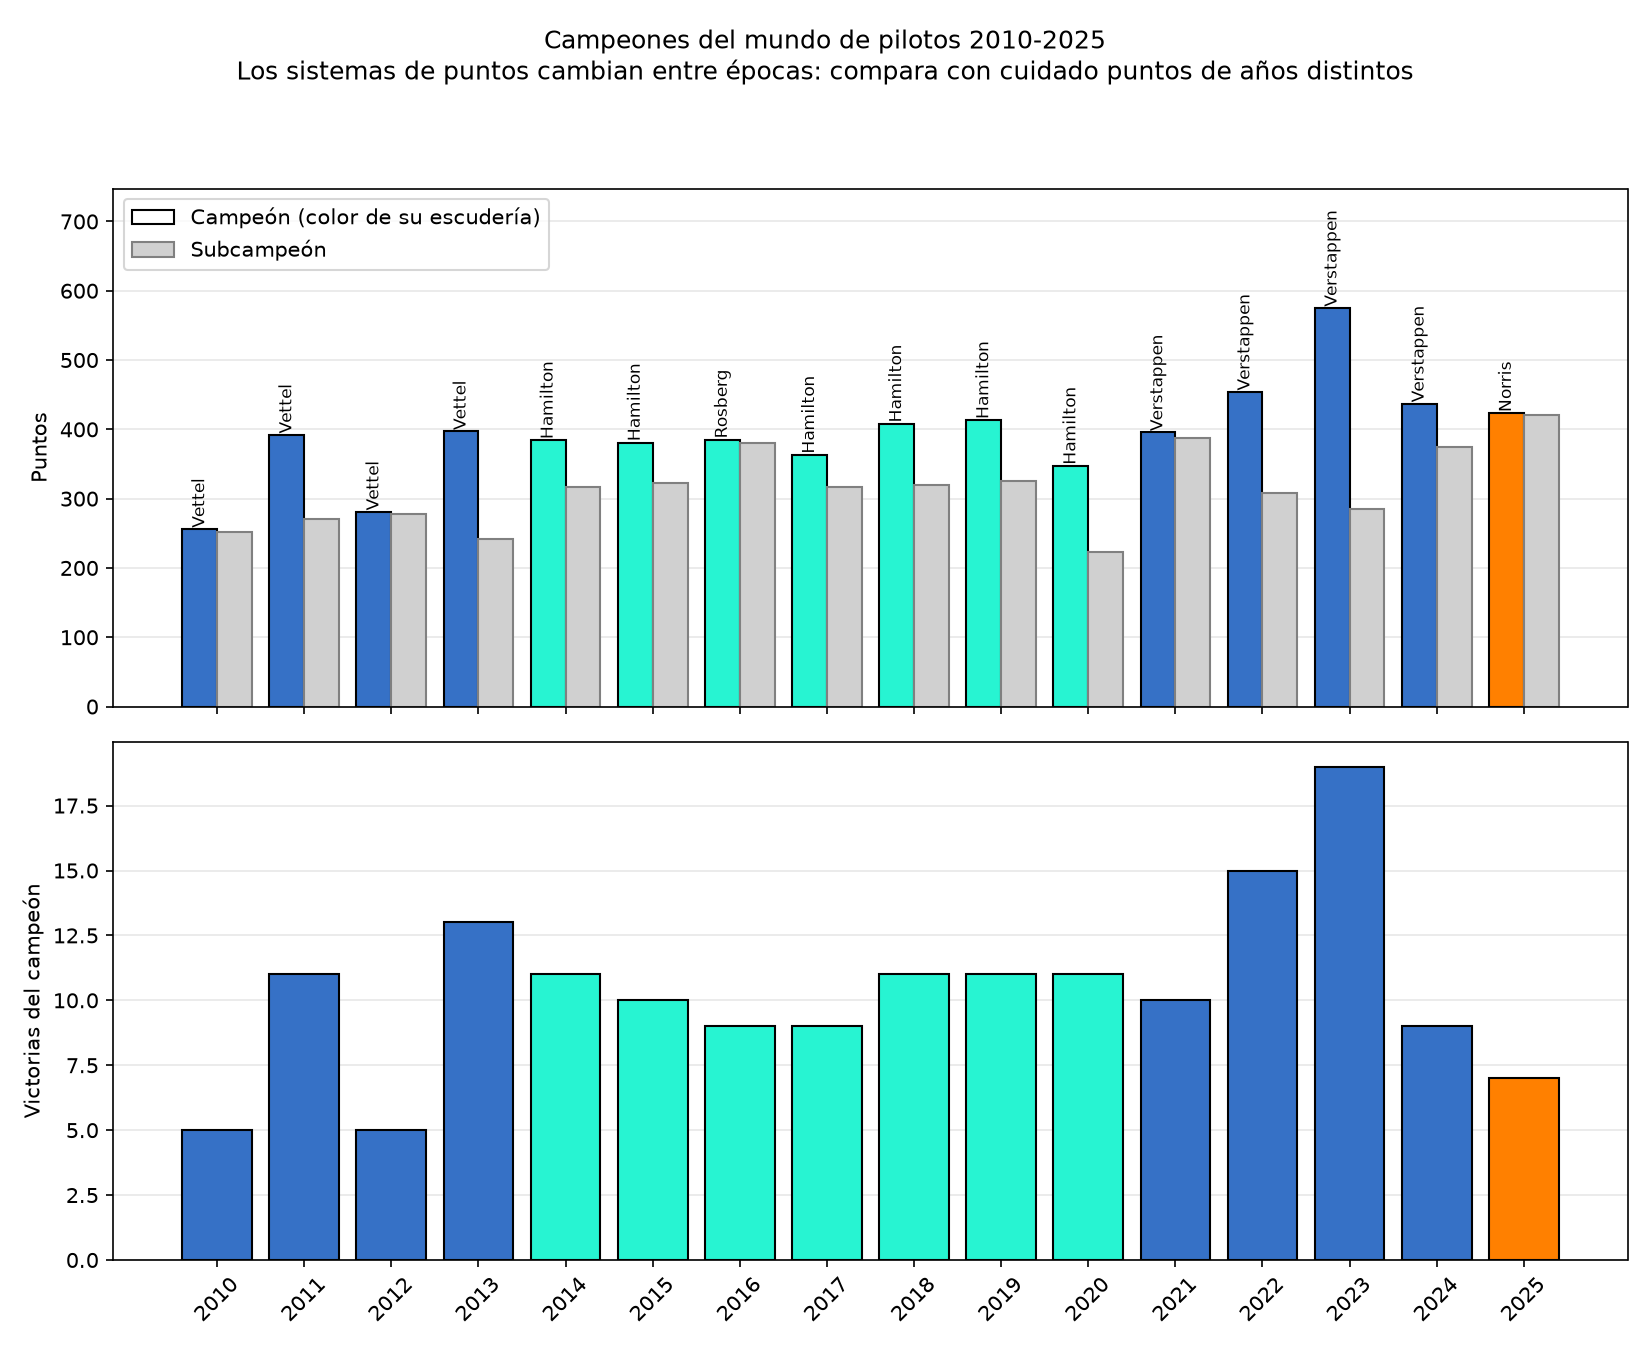 Campeones del mundo de pilotos 2010-2025
Los sistemas de puntos cambian entre épocas: compara con cuidado puntos de años distintos
Campeón (color de su escudería)
Subcampeón
Puntos
700
600
500
400
300
200
100
0
Vettel
Vettel
Vettel
Vettel
Hamilton
Hamilton
Rosberg
Hamilton
Hamilton
Hamilton
Hamilton
Verstappen
Verstappen
Verstappen
Verstappen
Norris
Victorias del campeón
17.5
15.0
12.5
10.0
7.5
5.0
2.5
0.0
2010
2011
2012
2013
2014
2015
2016
2017
2018
2019
2020
2021
2022
2023
2024
2025